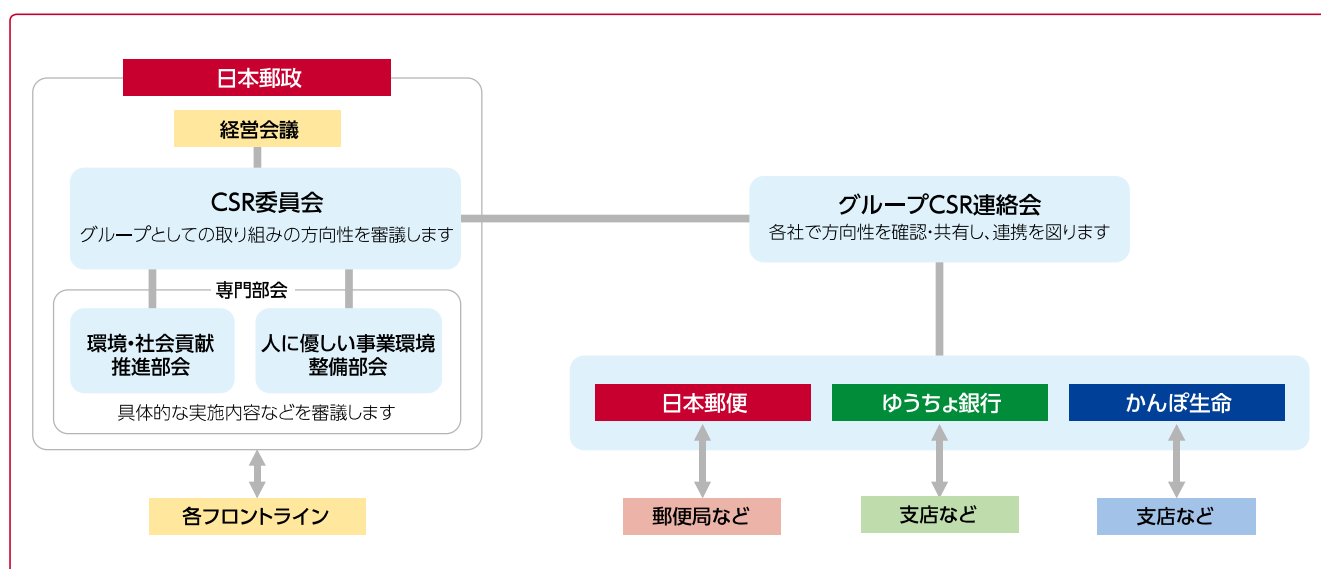 日本郵政
経営会議
CSR委員会
グループとしての取り組みの方向性を審議します
専門部会
環境・社会貢献
推進部会
人に優しい事業環境
整備部会
具体的な実施内容などを審議します
各フロントライン
グループCSR連絡会
各社で方向性を確認・共有し、連携を図ります
日本郵便
ゆうちょ銀行
かんぽ生命
郵便局など
支店など
支店など